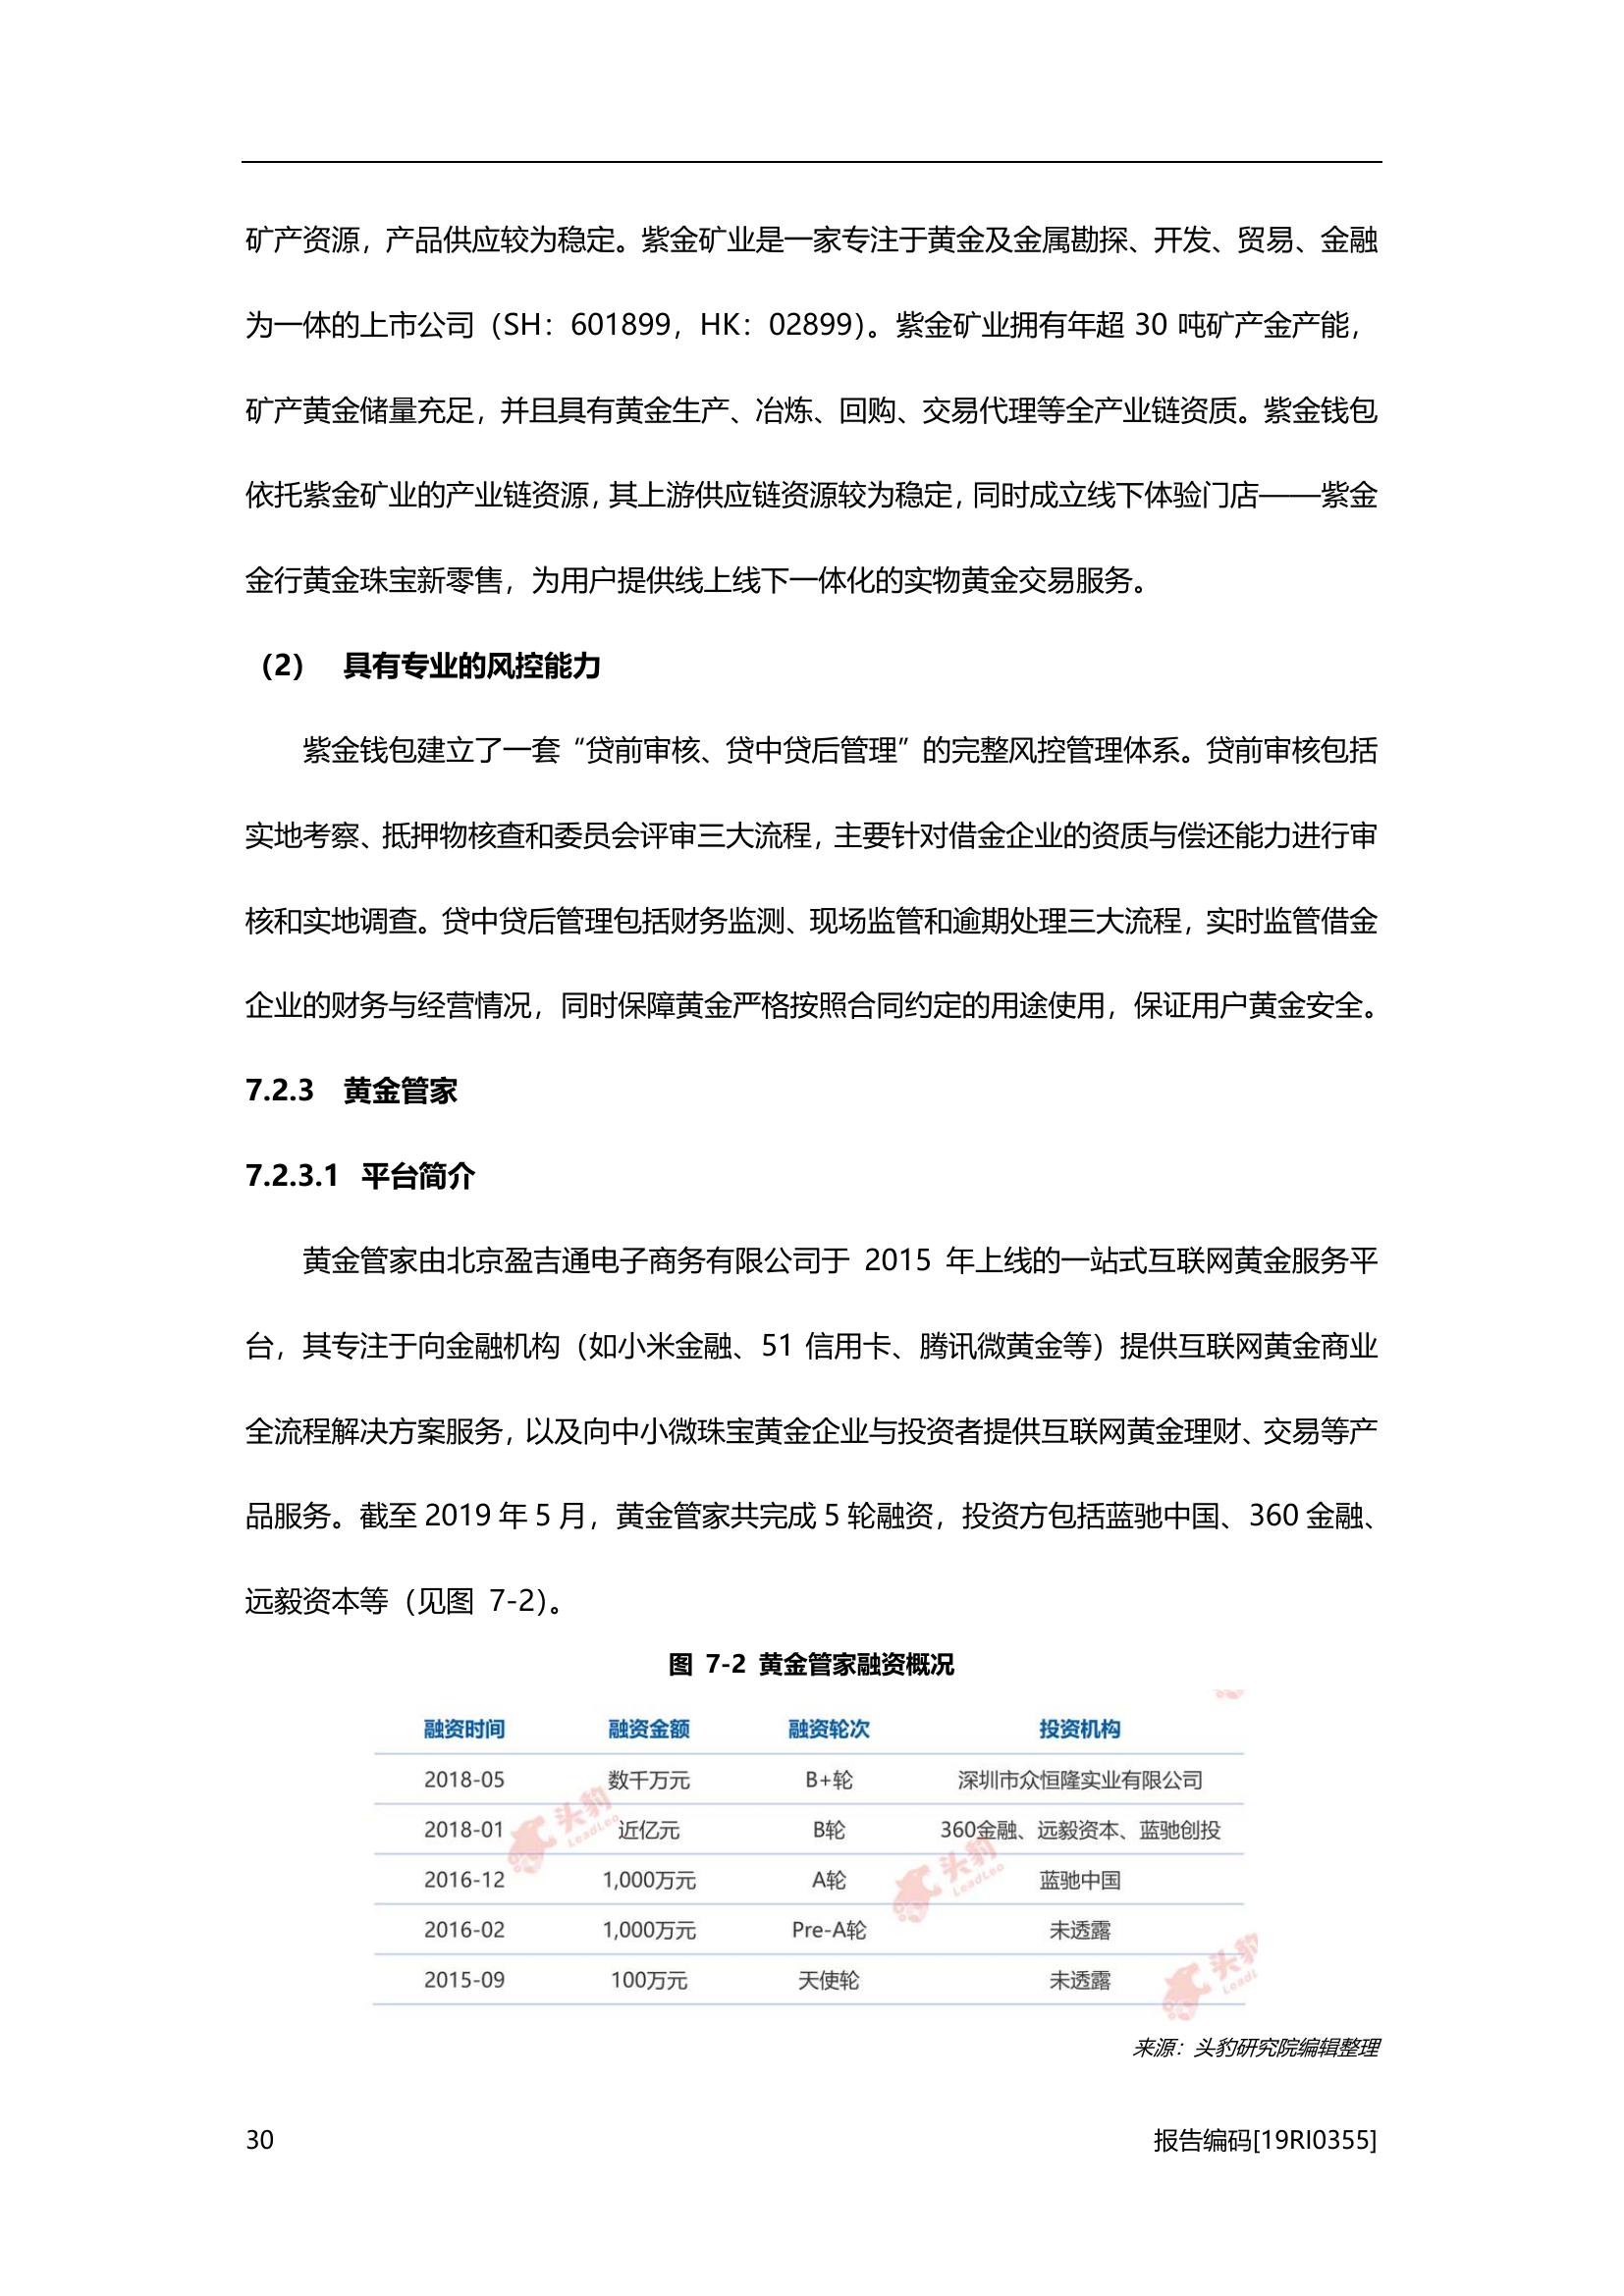 矿产资源，产品供应较为稳定。紫金矿业是一家专注于黄金及金属勘探、开发、贸易、金融
为一体的上市公司（SH：601899，HK：02899）。紫金矿业拥有年超 30 吨矿产金产能，
矿产黄金储量充足，并且具有黄金生产、冶炼、回购、交易代理等全产业链资质。紫金钱包
依托紫金矿业的产业链资源，其上游供应链资源较为稳定，同时成立线下体验门店——紫金
金行黄金珠宝新零售，为用户提供线上线下一体化的实物黄金交易服务。
（2） 具有专业的风控能力
紫金钱包建立了一套“贷前审核、贷中贷后管理”的完整风控管理体系。贷前审核包括
实地考察、抵押物核查和委员会评审三大流程，主要针对借金企业的资质与偿还能力进行审
核和实地调查。贷中贷后管理包括财务监测、现场监管和逾期处理三大流程，实时监管借金
企业的财务与经营情况，同时保障黄金严格按照合同约定的用途使用，保证用户黄金安全。
7.2.3 黄金管家
7.2.3.1 平台简介
黄金管家由北京盈吉通电子商务有限公司于 2015 年上线的一站式互联网黄金服务平
台，其专注于向金融机构（如小米金融、51 信用卡、腾讯微黄金等）提供互联网黄金商业
全流程解决方案服务，以及向中小微珠宝黄金企业与投资者提供互联网黄金理财、交易等产
品服务。截至 2019 年 5 月，黄金管家共完成 5 轮融资，投资方包括蓝驰中国、360 金融、
远毅资本等（见图 7-2）。
图 7-2 黄金管家融资概况
融资时间 融资金额 融资轮次 投资机构
2018-05 数千万元 B+轮 深圳市众恒隆实业有限公司
2018-01 近亿元 B轮 360金融、远毅资本、蓝驰创投
2016-12 1,000万元 A轮 蓝驰中国
2016-02 1,000万元 Pre-A轮 未透露
2015-09 100万元 天使轮 未透露
头豹
LeadLeo
头豹
LeadLeo
头豹
LeadL
来源：头豹研究院编辑整理
30 报告编码[19RI0355]